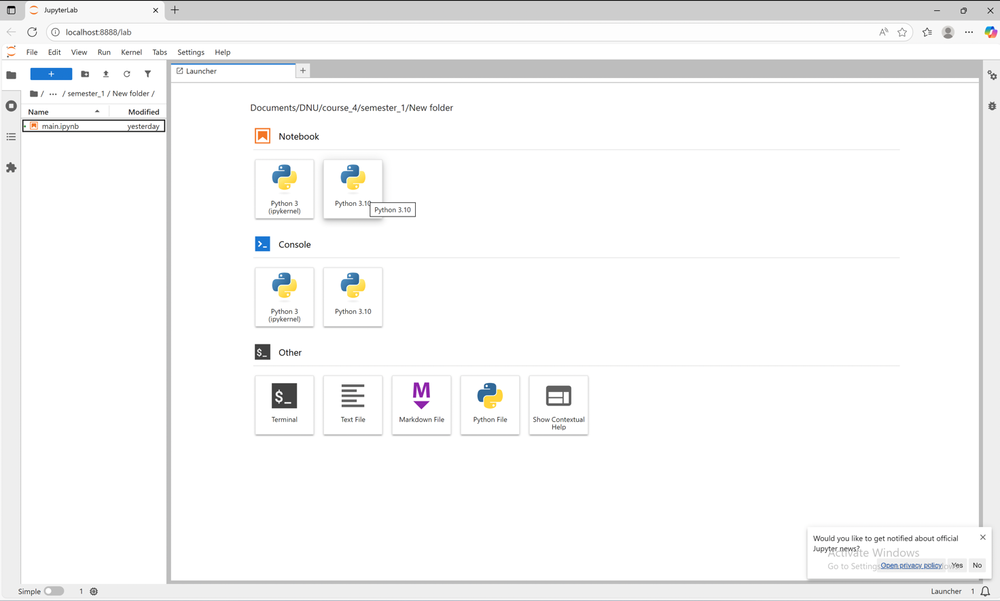 JupyterLab
localhost:8888/lab
File Edit View Run Kernel Tabs Settings Help
+
/ ... / semester_1 / New folder /
Name Modified
main.ipynb yesterday
Launcher
Documents/DNU/course_4/semester_1/New folder
Notebook
Python 3
(ipykernel)
Python 3.10
Python 3.10
Console
Python 3
(ipykernel)
Python 3.10
$_ Other
$_
Terminal
Text File
M
Markdown File
Python File
Show Contextual
Help
Would you like to get notified about official
Jupyter news?
Activate Windows
Go to Settings
Open privacy policy Yes No
Simple 1
Launcher 1